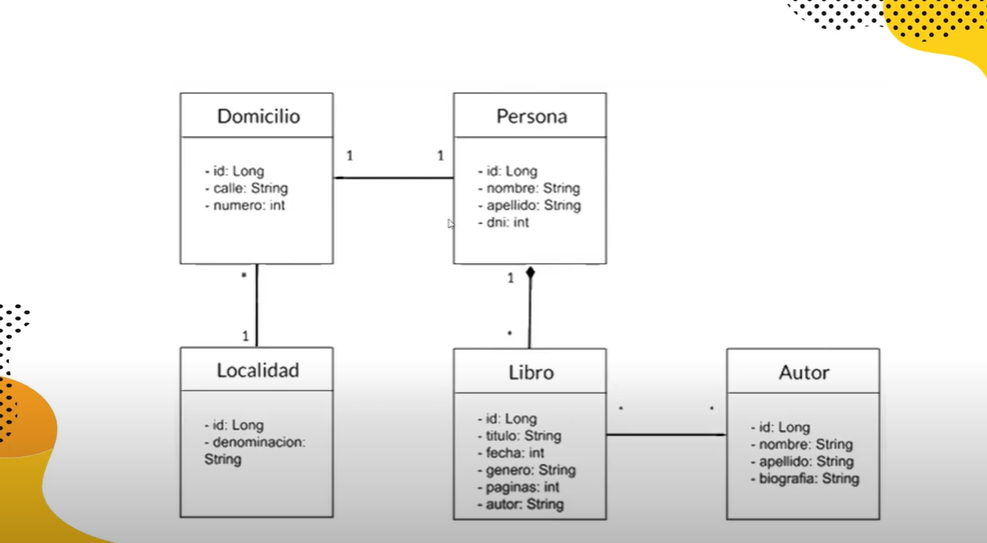 Domicilio
- id: Long
- calle: String
- numero: int
1
1
Persona
- id: Long
- nombre: String
- apellido: String
- dni: int
*
1
1
*
Localidad
- id: Long
- denominacion:
String
Libro
- id: Long
- titulo: String
- fecha: int
- genero: String
- paginas: int
- autor: String
*
*
Autor
- id: Long
- nombre: String
- apellido: String
- biografia: String